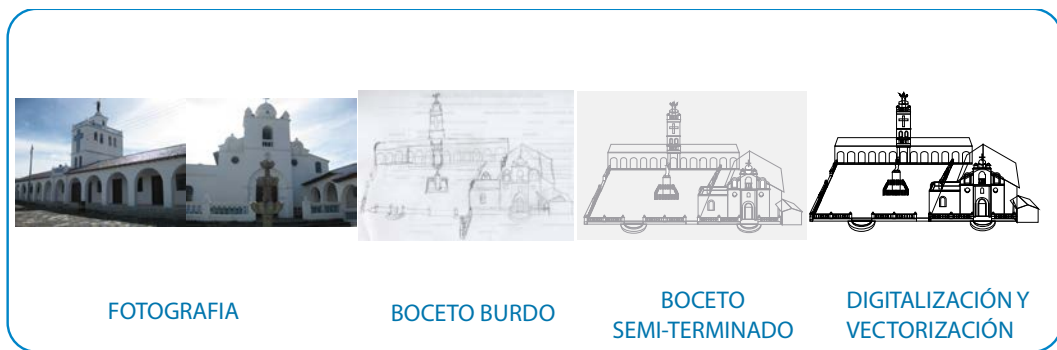 FOTOGRAFIA
BOCETO BURDO
BOCETO
SEMI-TERMINADO
DIGITALIZACIÓN Y
VECTORIZACIÓN